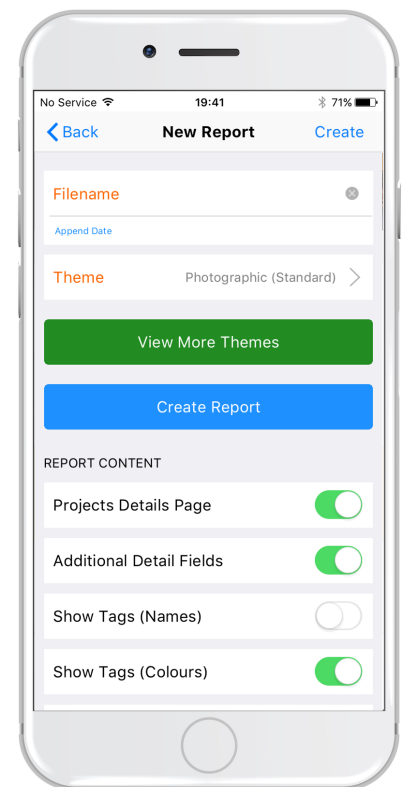 No Service 19:41 71%
Back New Report Create
Filename
Append Date
Theme Photographic (Standard)
View More Themes
Create Report
REPORT CONTENT
Projects Details Page
Additional Detail Fields
Show Tags (Names)
Show Tags (Colours)